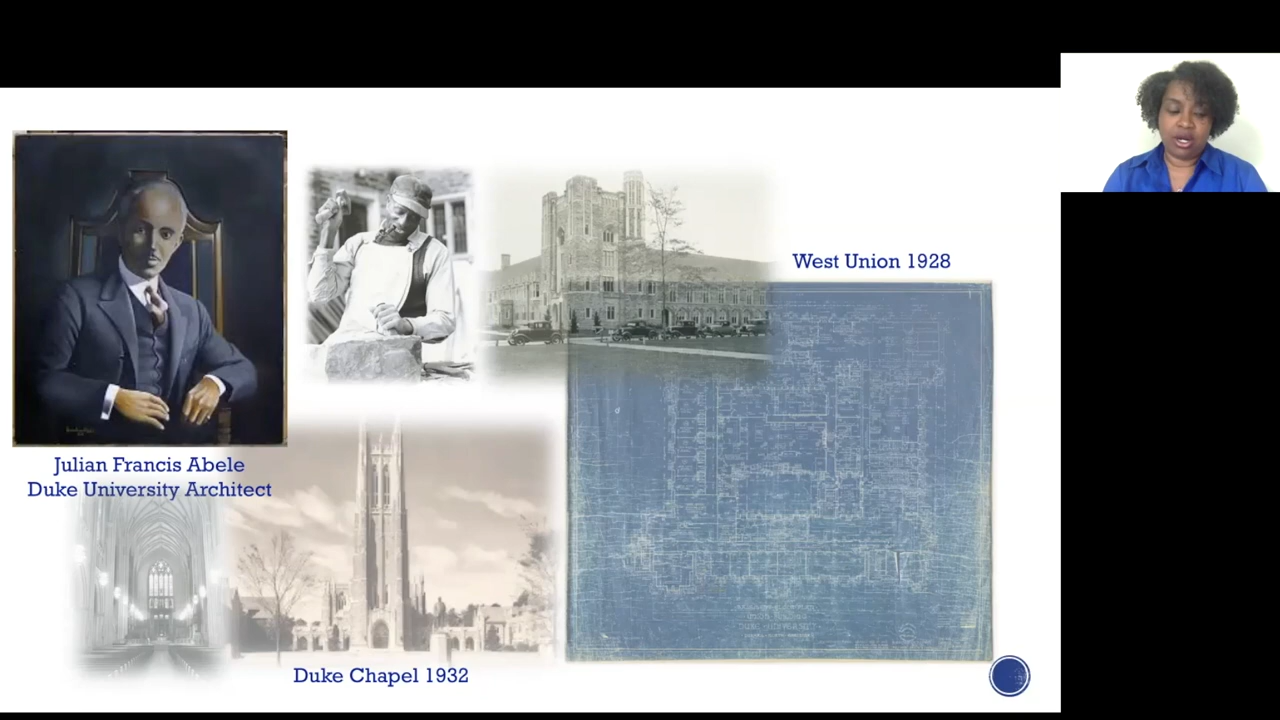 West Union 1928
Julian Francis Abele
Duke University Architect
Duke Chapel 1932